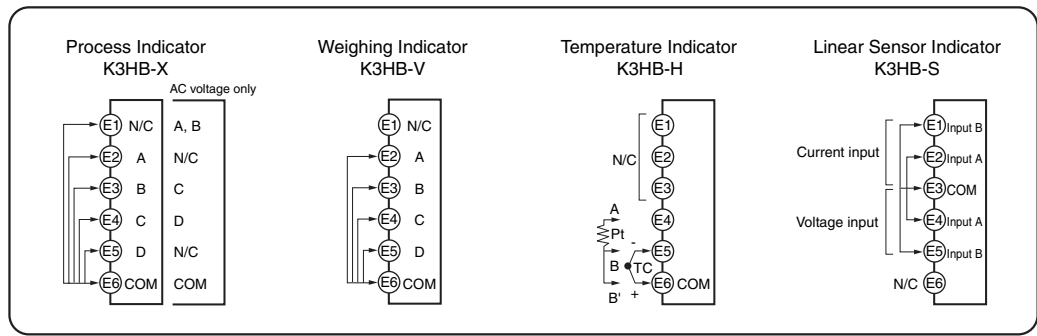 Process Indicator
K3HB-X
AC voltage only
E1 N/C A, B
E2 A N/C
E3 B C
E4 C D
E5 D N/C
E6 COM COM
Weighing Indicator
K3HB-V
E1 N/C
E2 A
E3 B
E4 C
E5 D
E6 COM
Temperature Indicator
K3HB-H
E1
N/C E2
E3
A E4
Pt
- E5
B TC
B' + E6 COM
Linear Sensor Indicator
K3HB-S
E1 Input B
Current input
E2 Input A
E3 COM
Voltage input
E4 Input A
E5 Input B
N/C E6